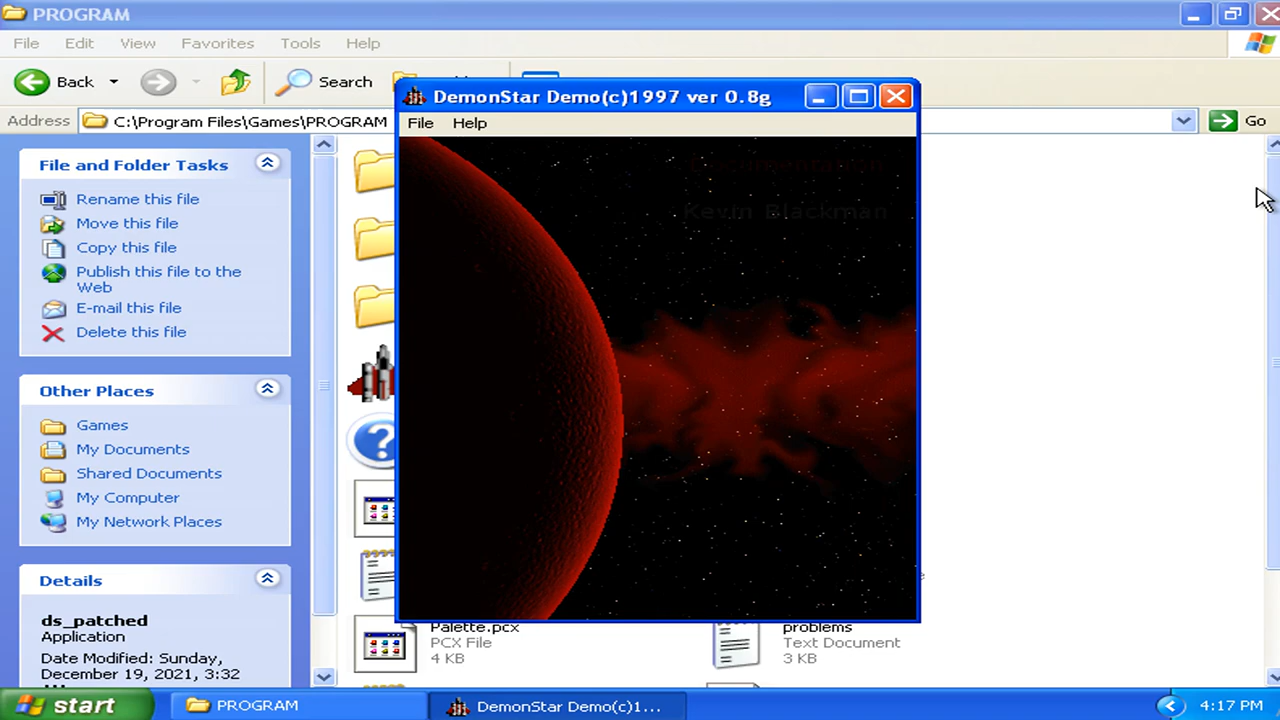 PROGRAM
File Edit View Favorites Tools Help
Back Search
Address C:\Program Files\Games\PROGRAM Go
DemonStar Demo(c)1997 ver 0.8g
File Help
Documentation
Kevin Blackman
File and Folder Tasks
Rename this file
Move this file
Copy this file
Publish this file to the
Web
E-mail this file
Delete this file
Other Places
Games
My Documents
Shared Documents
My Computer
My Network Places
Details
ds_patched
Application
Date Modified: Sunday,
December 19, 2021, 3:32
Palette.pcx
PCX File
4 KB
problems
Text Document
3 KB
start PROGRAM DemonStar Demo(c)1... 4:17 PM